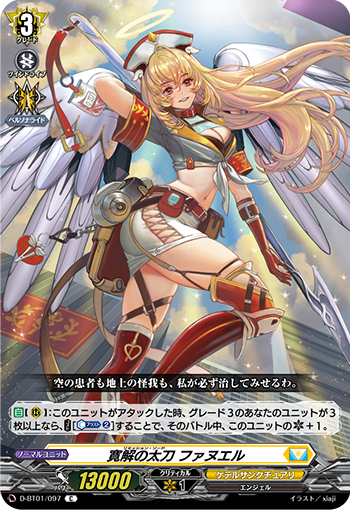 3
グレード
ツインドライブ
ペルソナライド
空の患者も地上の怪我も、私が必ず治してみせるわ。
【自】【Ⓡ】：このユニットがアタックした時、グレード３のあなたのユニットが３
枚以上なら、【コスト】【CB2】することで、そのバトル中、このユニットの＋１。
ノーマルユニット
寛解の太刀 ファヌエル
パワー
13000
クリティカル
1
ケテルサンクチュアリ
エンジェル
D-BT01/097 C
イラスト／xiaji